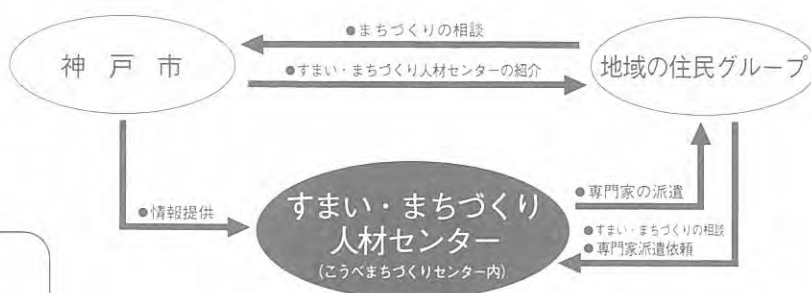 ●まちづくりの相談
神戸市
地域の住民グループ
●すまい・まちづくり人材センターの紹介
●情報提供
すまい・まちづくり
人材センター
(こうべまちづくりセンター内)
●専門家の派遣
●すまい・まちづくりの相談
●専門家派遣依頼